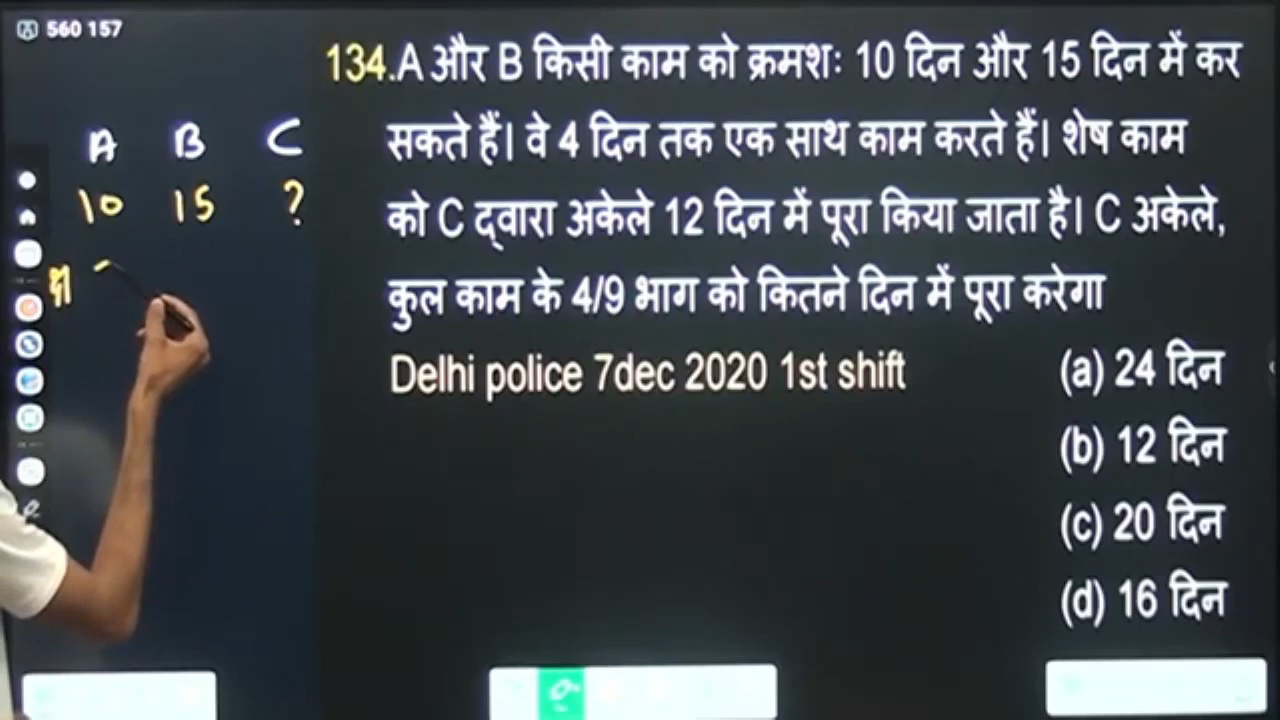 560 157
134.A और B किसी काम को क्रमशः 10 दिन और 15 दिन में कर
सकते हैं। वे 4 दिन तक एक साथ काम करते हैं। शेष काम
को C द्वारा अकेले 12 दिन में पूरा किया जाता है। C अकेले,
कुल काम के 4/9 भाग को कितने दिन में पूरा करेगा
Delhi police 7dec 2020 1st shift
(a) 24 दिन
(b) 12 दिन
(c) 20 दिन
(d) 16 दिन
A B C
10 15 ?